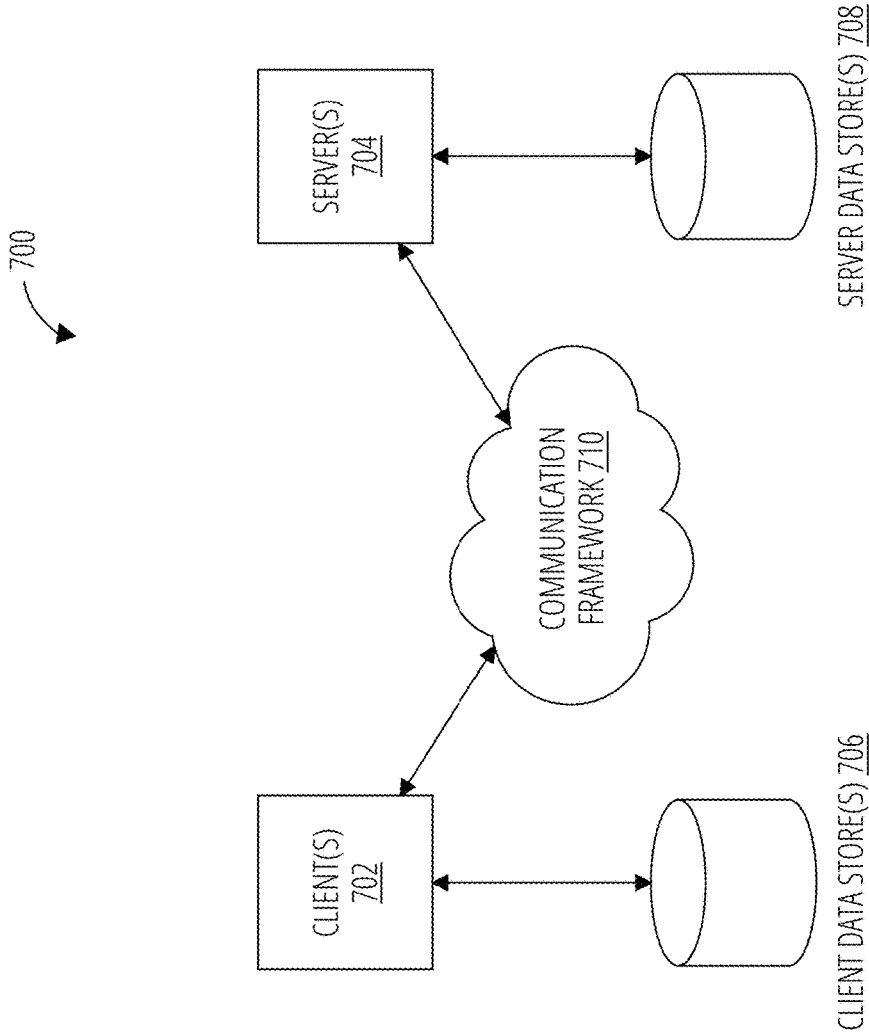 700
CLIENT(S)
702
SERVER(S)
704
COMMUNICATION
FRAMEWORK 710
CLIENT DATA STORE(S) 706
SERVER DATA STORE(S) 708